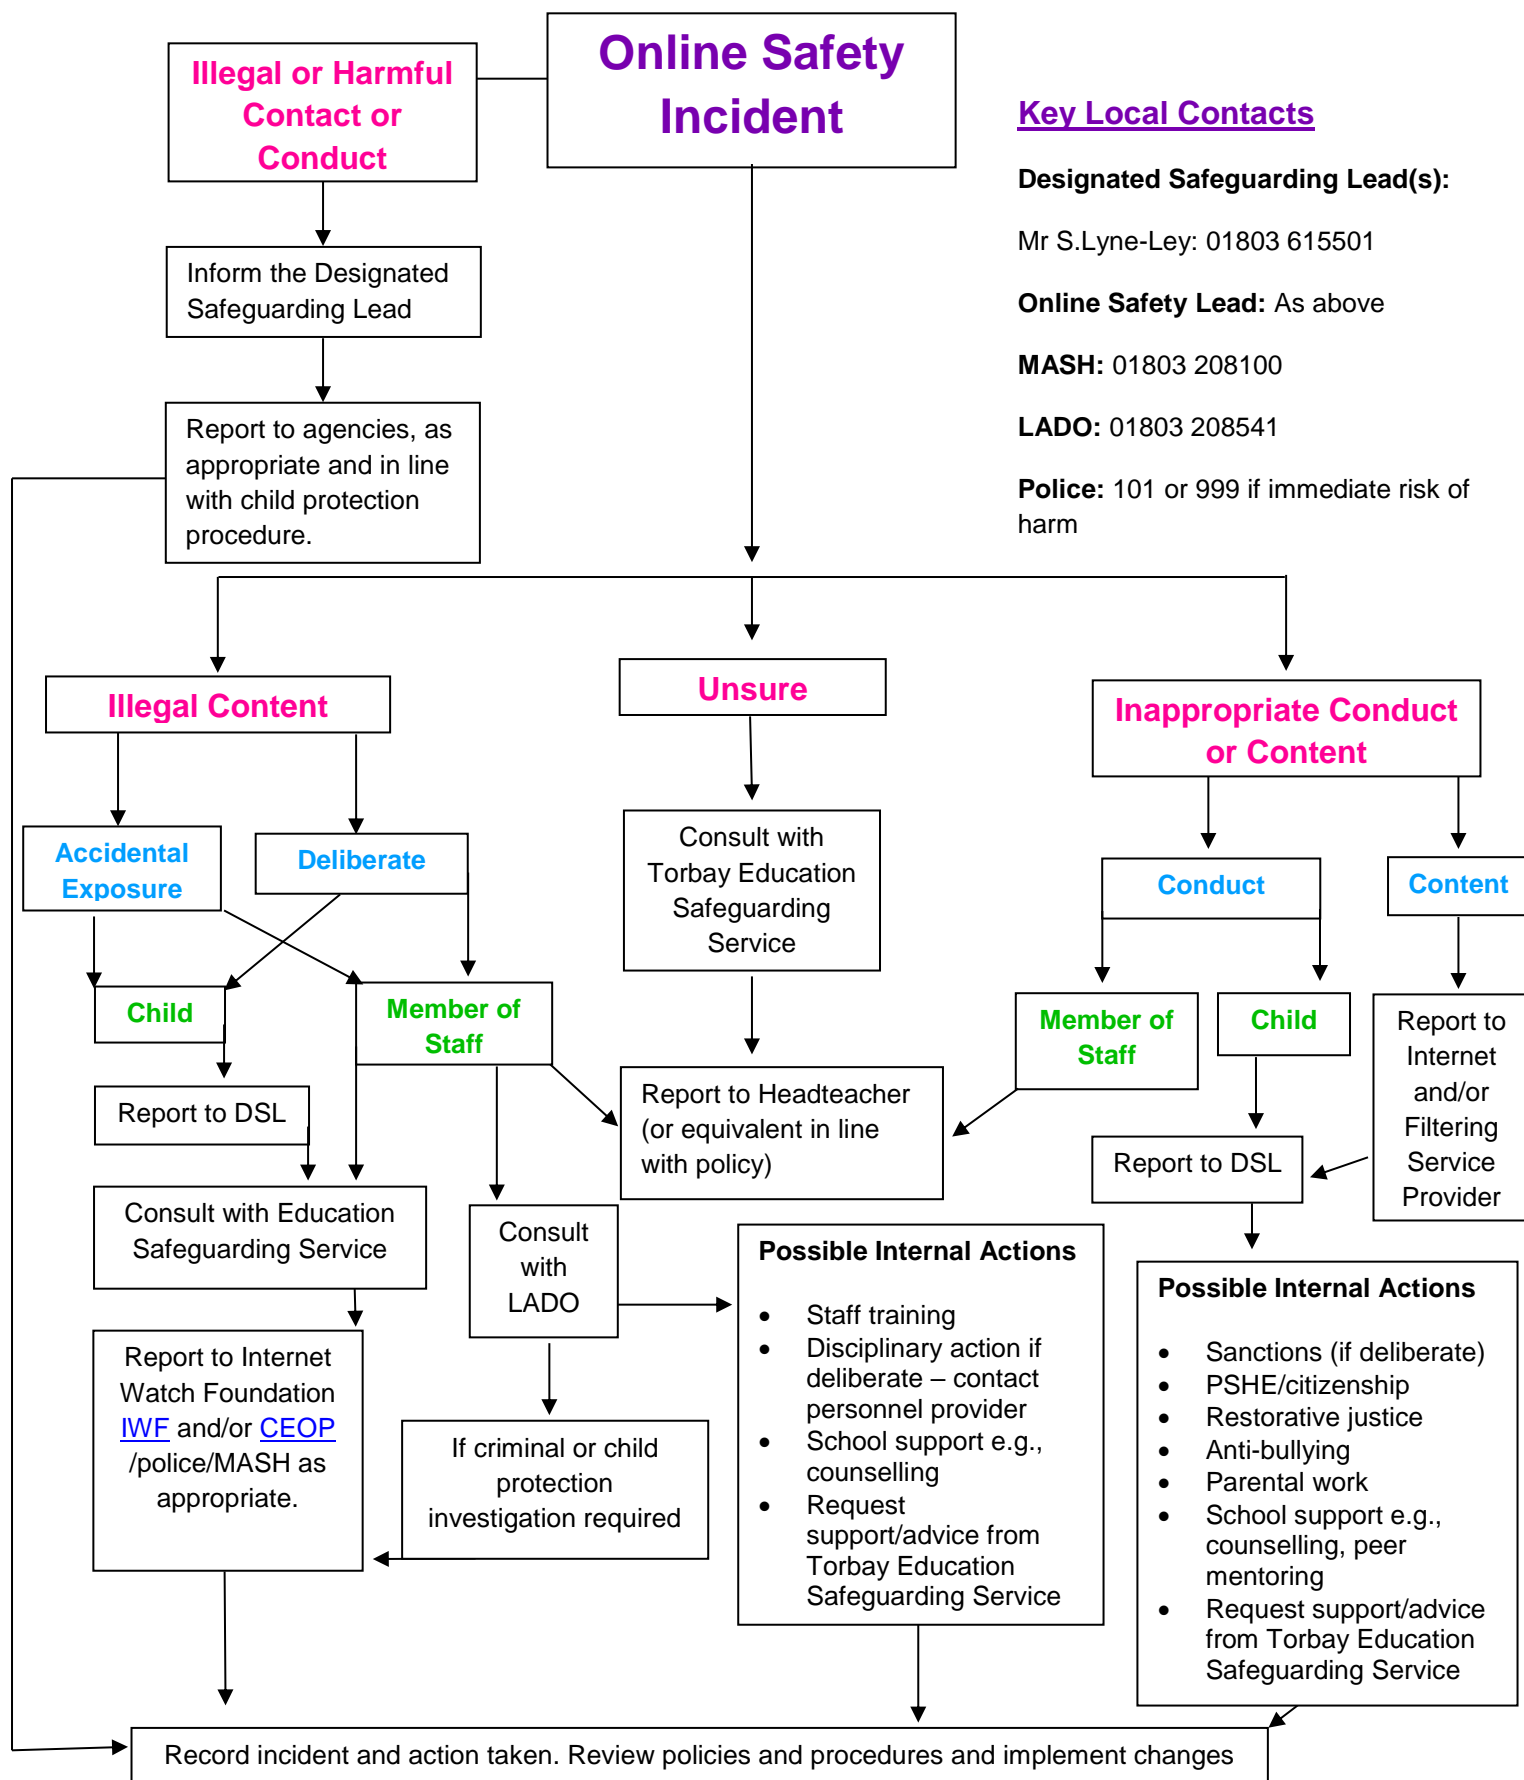 Online Safety
Incident
Illegal or Harmful
Contact or
Conduct
Key Local Contacts
Designated Safeguarding Lead(s):
Mr S.Lyne-Ley: 01803 615501
Online Safety Lead: As above
MASH: 01803 208100
LADO: 01803 208541
Police: 101 or 999 if immediate risk of
harm
Inform the Designated
Safeguarding Lead
Report to agencies, as
appropriate and in line
with child protection
procedure.
Illegal Content
Unsure
Inappropriate Conduct
or Content
Accidental
Exposure
Deliberate
Consult with
Torbay Education
Safeguarding
Service
Conduct
Content
Child
Member of
Staff
Member of
Staff
Child
Report to
Internet
and/or
Filtering
Service
Provider
Report to DSL
Report to Headteacher
(or equivalent in line
with policy)
Report to DSL
Consult with Education
Safeguarding Service
Consult
with
LADO
Possible Internal Actions
• Staff training
• Disciplinary action if
deliberate – contact
personnel provider
• School support e.g.,
counselling
• Request
support/advice from
Torbay Education
Safeguarding Service
Possible Internal Actions
• Sanctions (if deliberate)
• PSHE/citizenship
• Restorative justice
• Anti-bullying
• Parental work
• School support e.g.,
counselling, peer
mentoring
• Request support/advice
from Torbay Education
Safeguarding Service
Report to Internet
Watch Foundation
IWF and/or CEOP
/police/MASH as
appropriate.
If criminal or child
protection
investigation required
Record incident and action taken. Review policies and procedures and implement changes